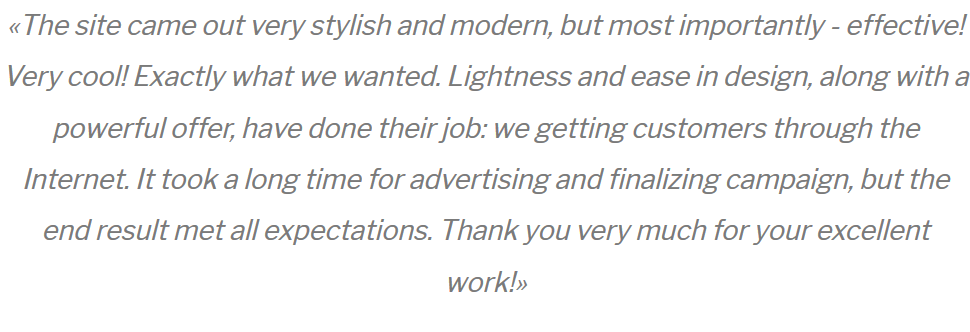 «The site came out very stylish and modern, but most importantly - effective!
Very cool! Exactly what we wanted. Lightness and ease in design, along with a
powerful offer, have done their job: we getting customers through the
Internet. It took a long time for advertising and finalizing campaign, but the
end result met all expectations. Thank you very much for your excellent
work!»